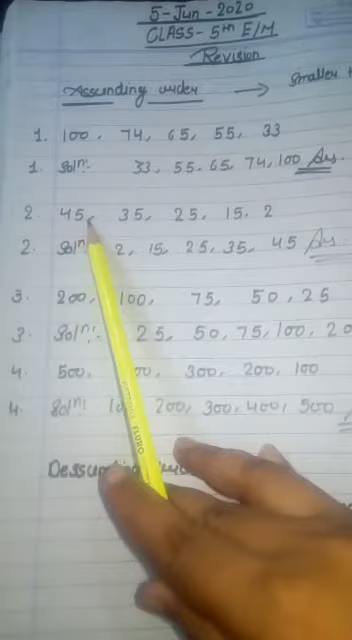 5-Jun-2020
CLASS-5th E/M
Revision
Assunding under → Smaller
1. 100, 74, 65, 55, 33
1. Soln: 33, 55, 65, 74, 100 Ans.
2. 45, 35, 25, 15, 2
2. Soln 2, 15, 25, 35, 45 Ans
3. 200, 100, 75, 50, 25
3. Soln:- 25, 50, 75, 100, 20
4. 500, 300, 200, 100
4. Soln: 200, 300, 400, 500,